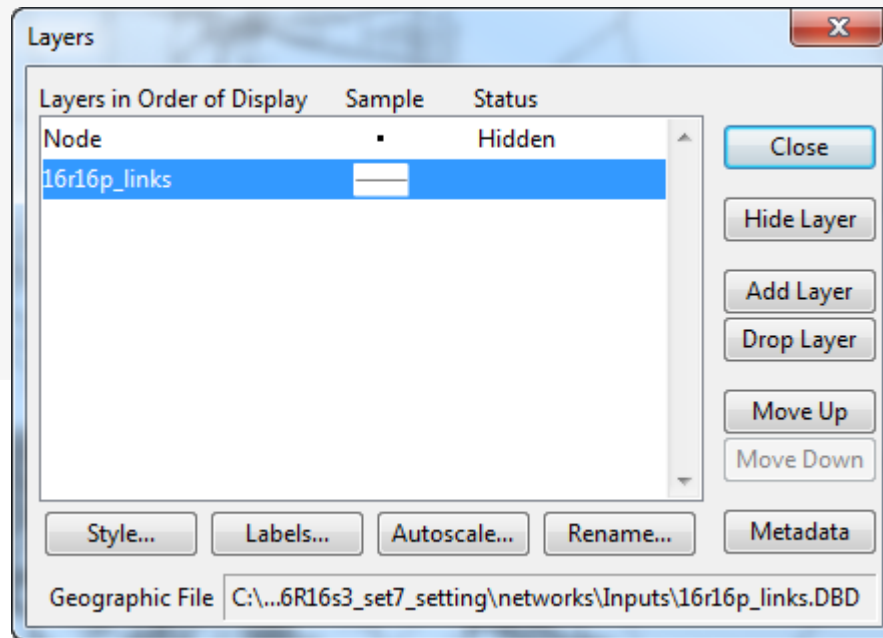 Layers
Layers in Order of Display Sample Status
Node Hidden
16r16p_links
Close
Hide Layer
Add Layer
Drop Layer
Move Up
Move Down
Metadata
Style... Labels... Autoscale... Rename...
Geographic File C:\...6R16s3_set7_setting\networks\Inputs\16r16p_links.DBD